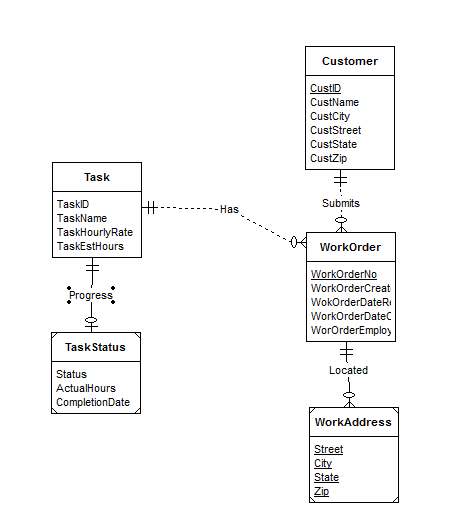 Customer
CustID
CustName
CustCity
CustStreet
CustState
CustZip
Submits
Task
TaskID
TaskName
TaskHourlyRate
TaskEstHours
Has
WorkOrder
WorkOrderNo
WorkOrderCreate
WokOrderDateRe
WorkOrderDateC
WorOrderEmploy
Progress
TaskStatus
Status
ActualHours
CompletionDate
Located
WorkAddress
Street
City
State
Zip